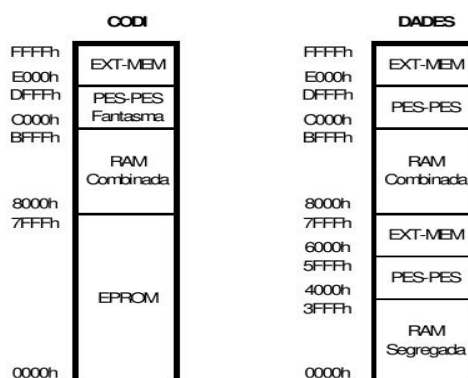 CODI
FFFFh
EXT-MEM
E000h
DFFFh
PES-PES
Fantasma
C000h
BFFFh
RAM
Combinada
8000h
7FFFh
EPROM
0000h
DADES
FFFFh
EXT-MEM
E000h
DFFFh
PES-PES
C000h
BFFFh
RAM
Combinada
8000h
7FFFh
EXT-MEM
6000h
5FFFh
PES-PES
4000h
3FFFh
RAM
Segregada
0000h